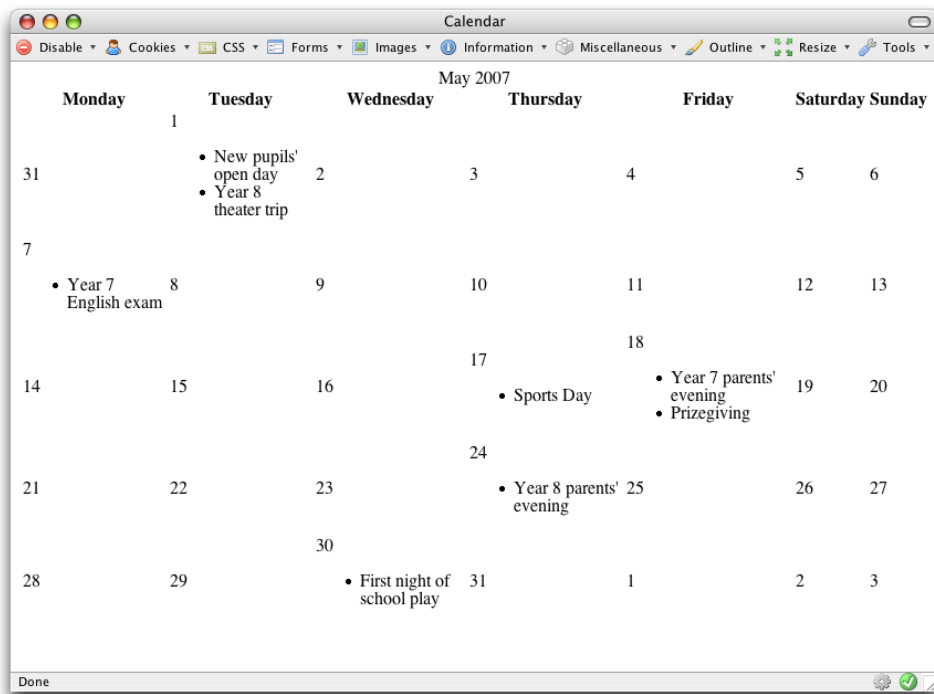 Calendar
Disable Cookies CSS Forms Images Information Miscellaneous Outline Resize Tools
May 2007
Monday Tuesday Wednesday Thursday Friday Saturday Sunday
1
• New pupils'
31 open day 2 3 4 5 6
• Year 8
theater trip
7
• Year 7 8 9 10 11 12 13
English exam
18
17
• Year 7 parents'
14 15 16 • Sports Day evening 19 20
• Prizegiving
24
21 22 23 • Year 8 parents' 25 26 27
evening
30
28 29 • First night of 31 1 2 3
school play
Done